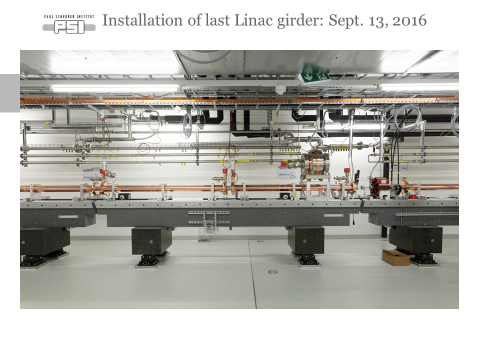 PAUL SCHERRER INSTITUT
PSI
Installation of last Linac girder: Sept. 13, 2016